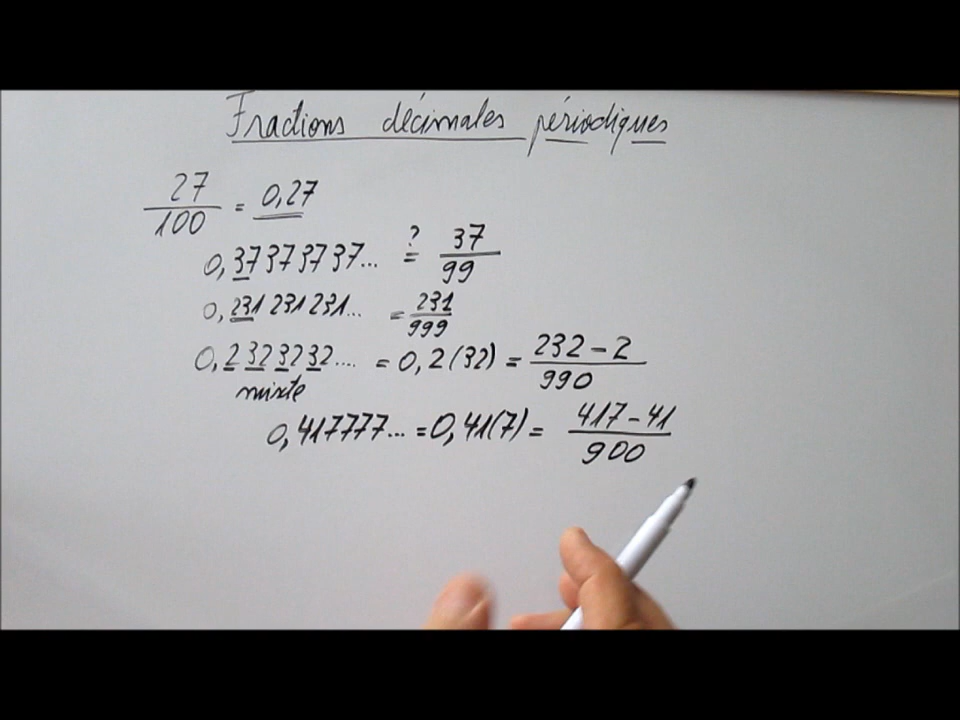 Fractions décimales périodiques
27/100 = 0,27
0,37373737... =? 37/99
0,231231231... = 231/999
0,2323232.... = 0,2(32) = 232-2/990
mixte
0,417777... = 0,41(7) = 417-41/900